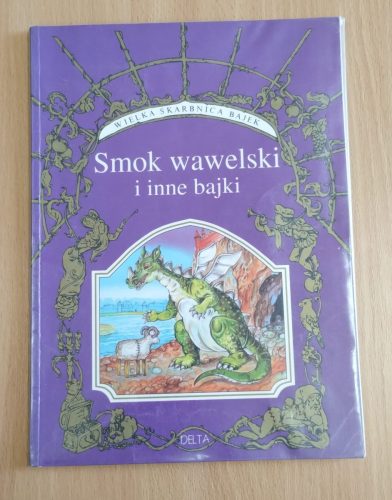 WIELKA SKARBNICA BAJEK
Smok wawelski
i inne bajki
DELTA